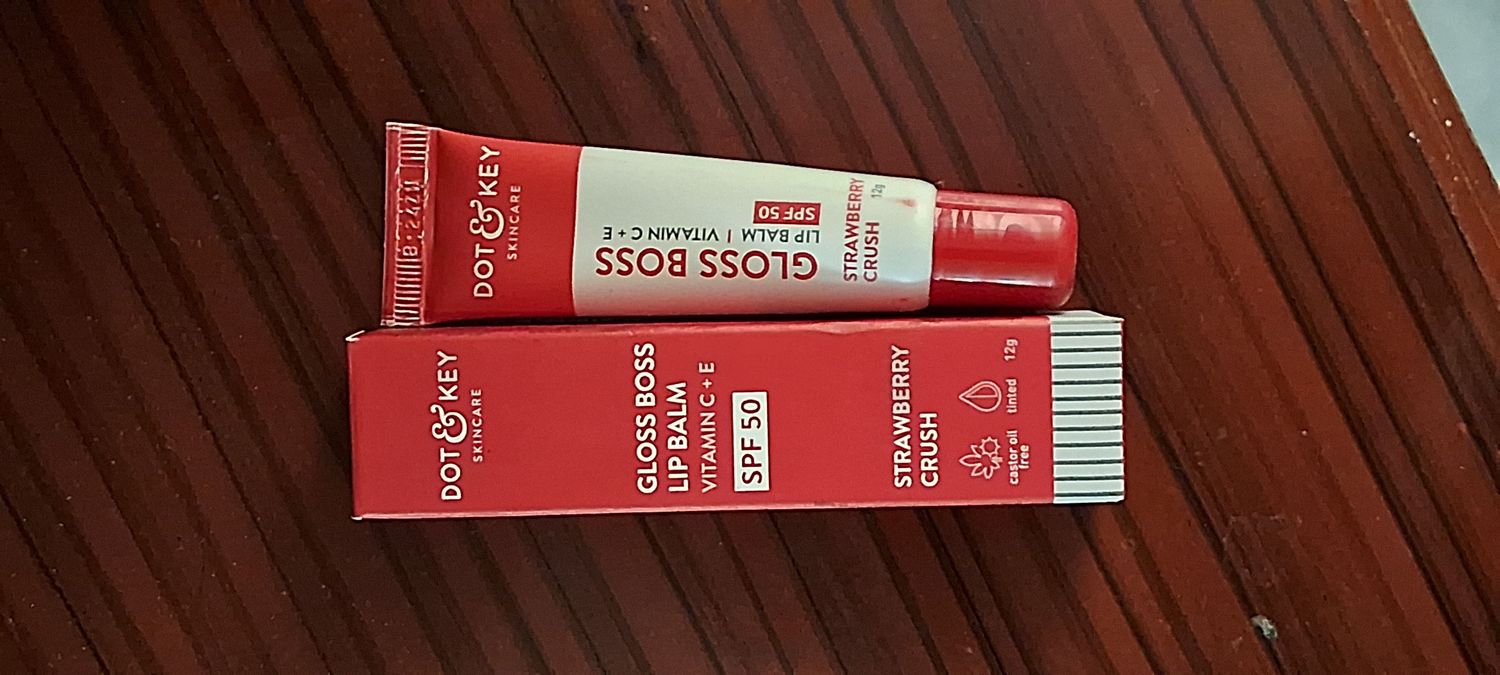 DOT & KEY
SKINCARE
GLOSS BOSS
LIP BALM | VITAMIN C + E
SPF 50
STRAWBERRY
CRUSH
12g
DOT & KEY
SKINCARE
GLOSS BOSS
LIP BALM
VITAMIN C + E
SPF 50
STRAWBERRY
CRUSH
castor oil
free
tinted
12g